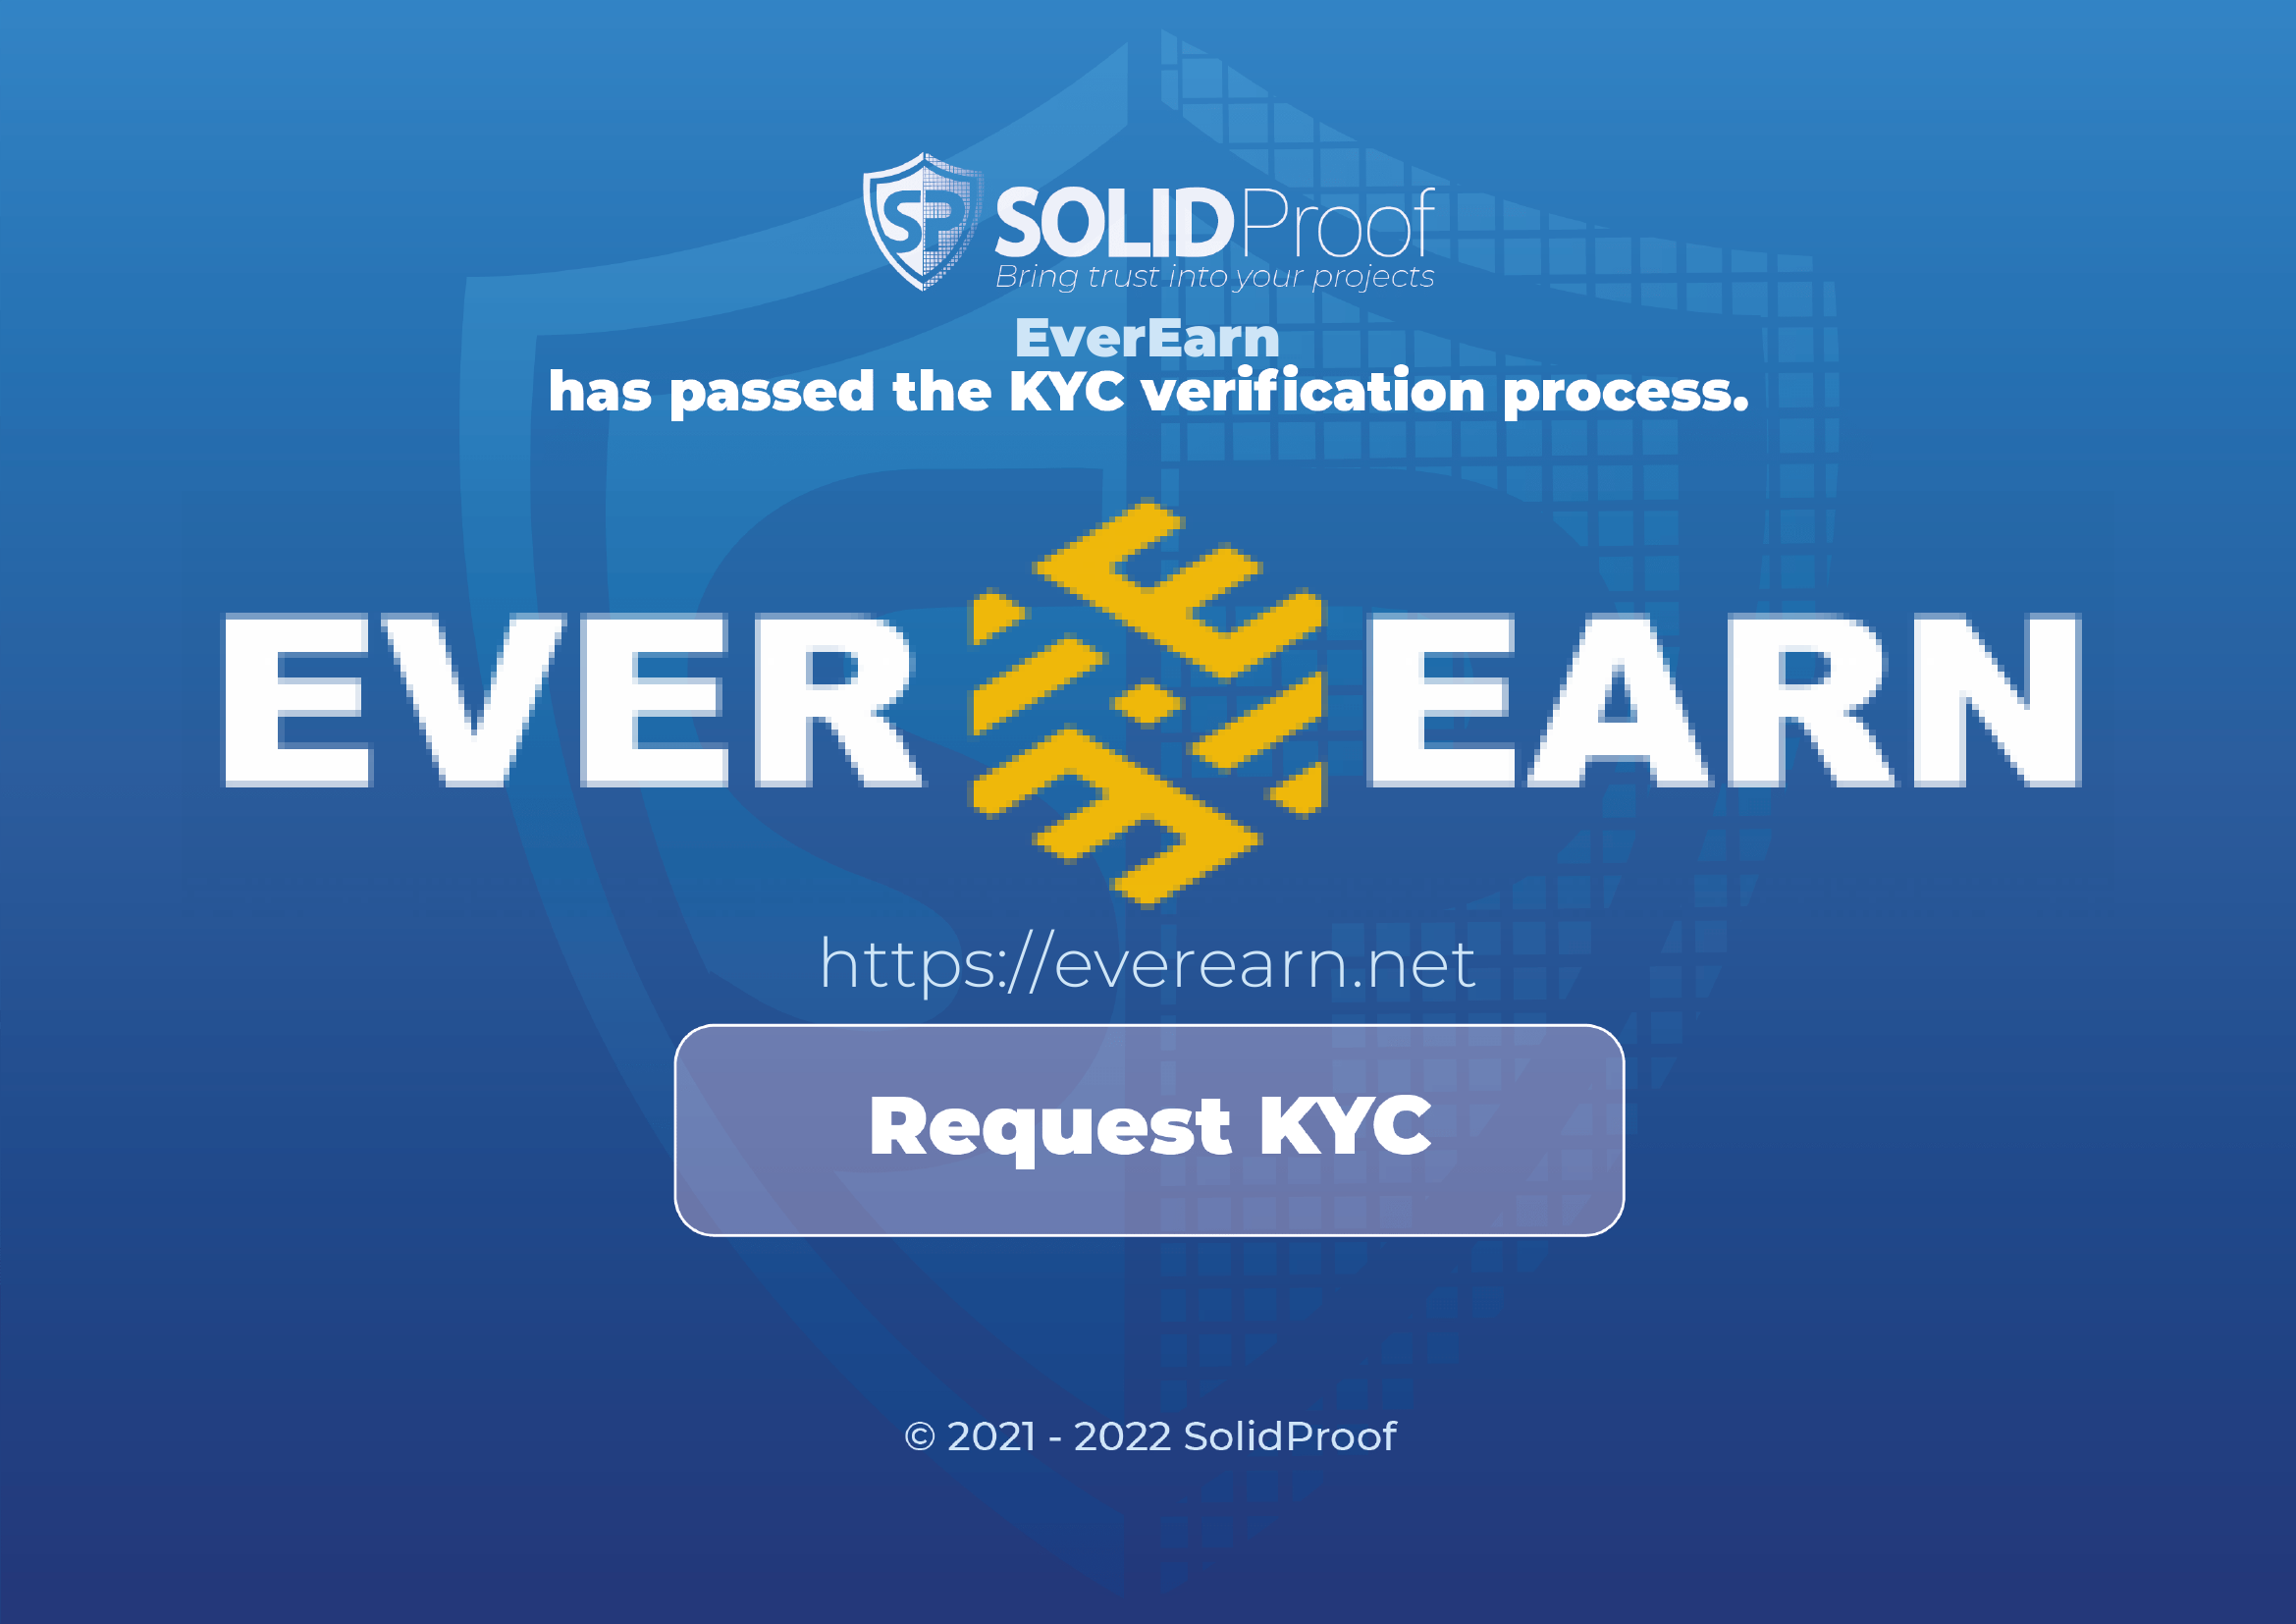 SP SOLIDProof
Bring trust into your projects
EverEarn
has passed the KYC verification process.
EVER EARN
https://everearn.net
Request KYC
© 2021 - 2022 SolidProof